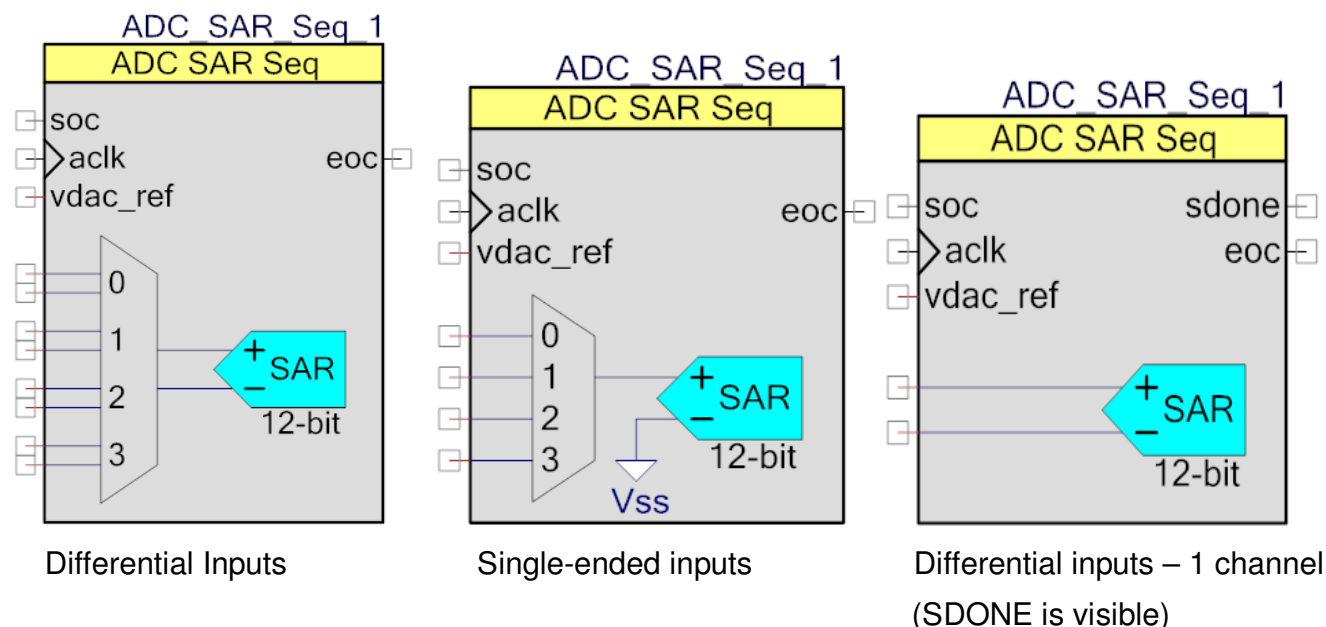 ADC_SAR_Seq_1
ADC SAR Seq
soc
aclk
eoc
vdac_ref
0
1
2
3
+
−
SAR
12-bit
Differential Inputs
ADC_SAR_Seq_1
ADC SAR Seq
soc
aclk
eoc
vdac_ref
0
1
2
3
+
−
SAR
12-bit
Vss
Single-ended inputs
ADC_SAR_Seq_1
ADC SAR Seq
soc
sdone
aclk
eoc
vdac_ref
+
−
SAR
12-bit
Differential inputs – 1 channel
(SDONE is visible)